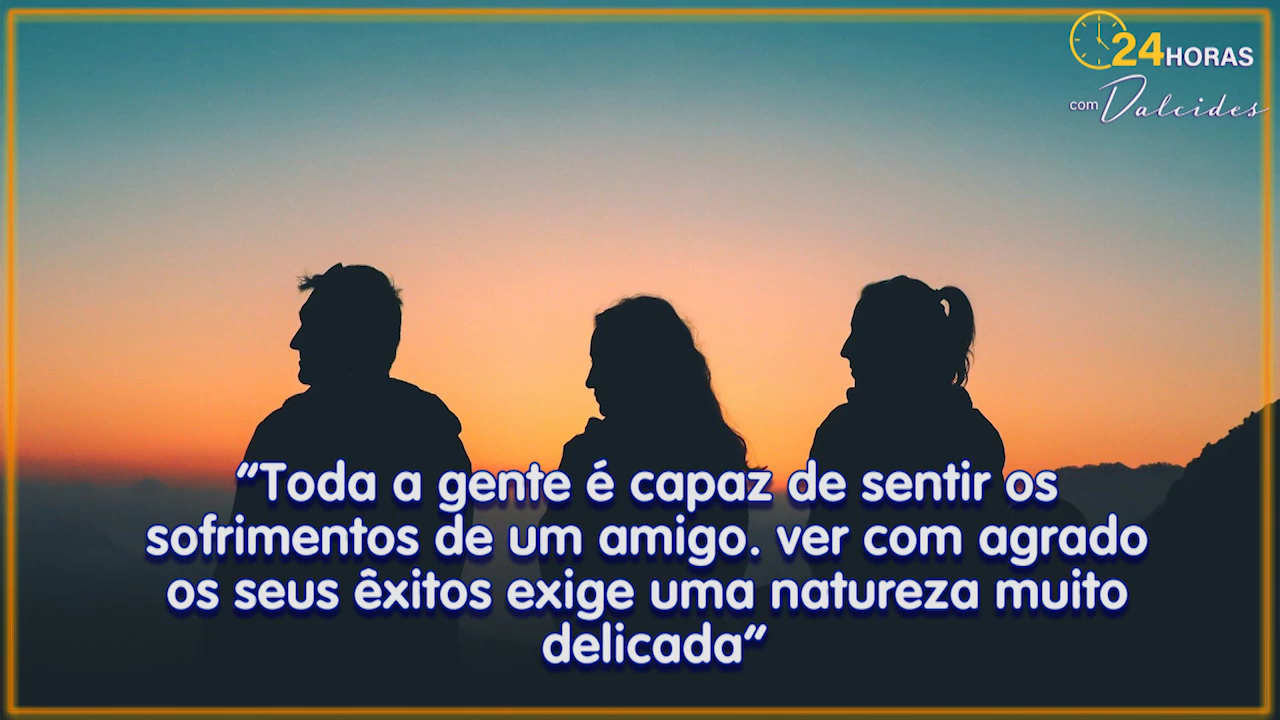 24HORAS
com Dalcides
“Toda a gente é capaz de sentir os
sofrimentos de um amigo. ver com agrado
os seus êxitos exige uma natureza muito
delicada“